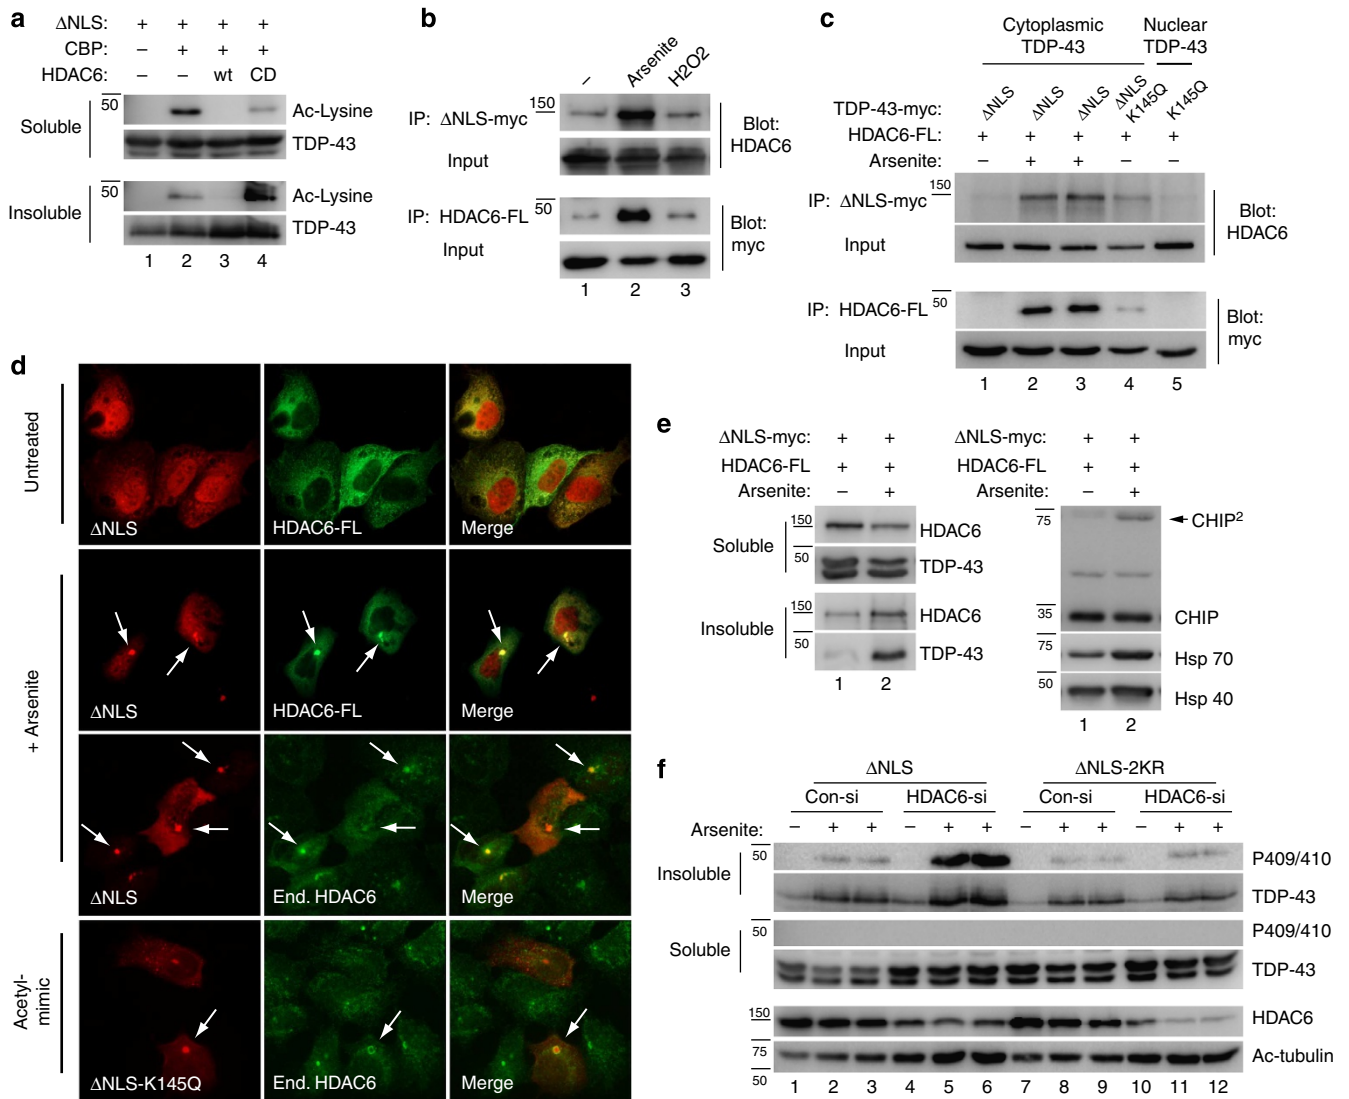 a
ΔNLS: + + + +
CBP: – + + +
HDAC6: – – wt CD
Soluble
50
Ac-Lysine
TDP-43
Insoluble
50
Ac-Lysine
TDP-43
1 2 3 4
b
– Arsenite H2O2
IP: ΔNLS-myc
150
Input
Blot:
HDAC6
IP: HDAC6-FL
50
Input
Blot:
myc
1 2 3
c
Cytoplasmic
TDP-43
Nuclear
TDP-43
TDP-43-myc: ΔNLS ΔNLS ΔNLS ΔNLS K145Q K145Q
HDAC6-FL: + + + + +
Arsenite: – + + – –
IP: ΔNLS-myc
150
Input
Blot:
HDAC6
IP: HDAC6-FL
50
Input
Blot:
myc
1 2 3 4 5
d
Untreated
ΔNLS HDAC6-FL Merge
+ Arsenite
ΔNLS HDAC6-FL Merge
ΔNLS End. HDAC6 Merge
Acetyl-
mimic
ΔNLS-K145Q End. HDAC6 Merge
e
ΔNLS-myc: + +
HDAC6-FL: + +
Arsenite: – +
Soluble
150
HDAC6
50
TDP-43
Insoluble
150
HDAC6
50
TDP-43
1 2
ΔNLS-myc: + +
HDAC6-FL: + +
Arsenite: – +
75
CHIP2
35
CHIP
75
Hsp 70
50
Hsp 40
1 2
f
ΔNLS ΔNLS-2KR
Con-si HDAC6-si Con-si HDAC6-si
Arsenite: – + + – + + – + + – + +
Insoluble
50
P409/410
TDP-43
Soluble
50
P409/410
TDP-43
150
HDAC6
75
Ac-tubulin
50
1 2 3 4 5 6 7 8 9 10 11 12